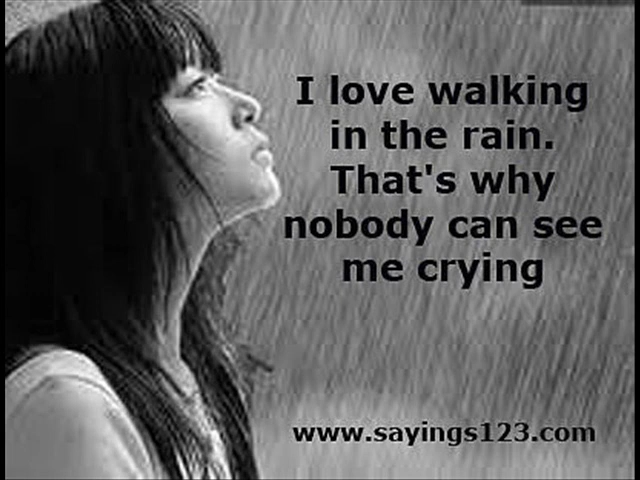 I love walking
in the rain.
That's why
nobody can see
me crying
www.sayings123.com